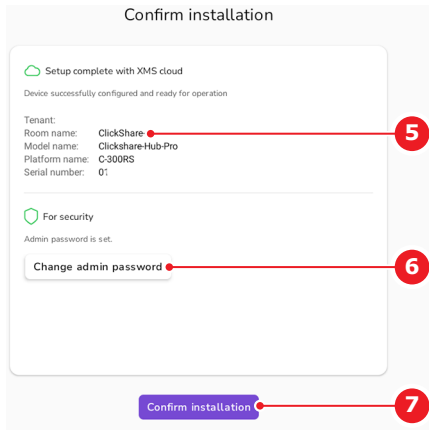 Confirm installation
Setup complete with XMS cloud
Device successfully configured and ready for operation
Tenant:
Room name: ClickShare-
5
Model name: Clickshare-Hub-Pro
Platform name: C-300RS
Serial number: 01
For security
Admin password is set.
Change admin password
6
Confirm installation
7